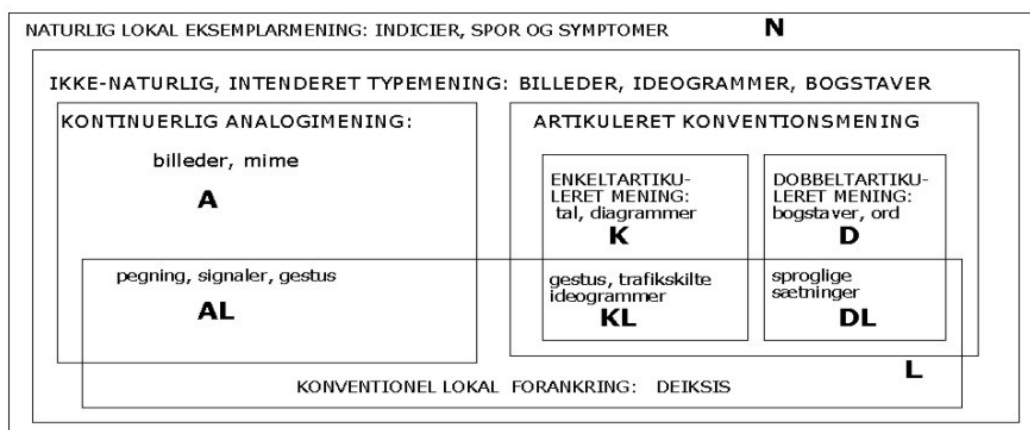 NATURLIG LOKAL EKSEMPLARMENING: INDICIER, SPOR OG SYMPTOMER N
IKKE-NATURLIG, INTENDERET TYPEMENING: BILLEDER, IDEOGRAMMER, BOGSTAVER
KONTINUERLIG ANALOGIMENING:
billeder, mime
A
pegning, signaler, gestus
AL
ARTIKULERET KONVENTIONSMENING
ENKELTARTIKU-
LERET MENING:
tal, diagrammer
K
DOBBELTARTIKU-
LERET MENING:
bogstaver, ord
D
gestus, trafikskilte
ideogrammer
KL
sproglige
sætninger
DL
L
KONVENTIONEL LOKAL FORANKRING: DEIKSIS